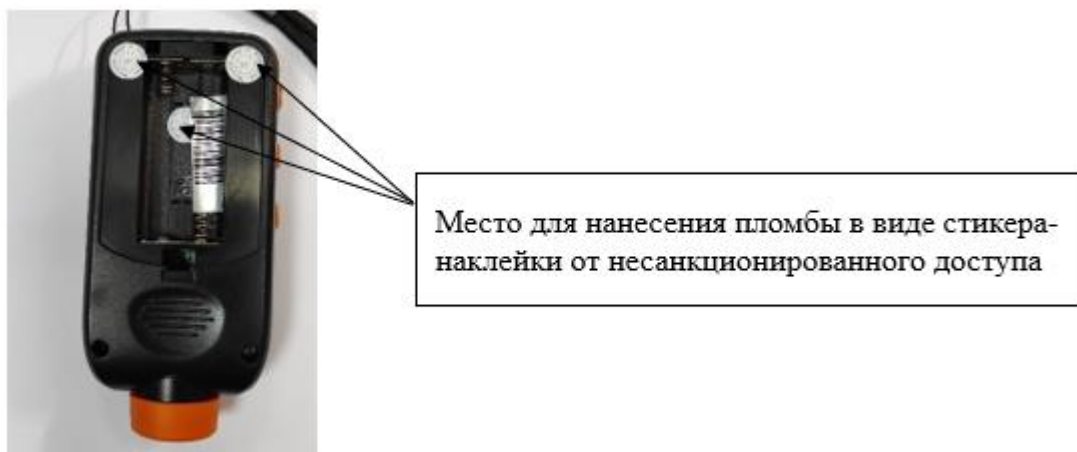 Место для нанесения пломбы в виде стикера-
наклейки от несанкционированного доступа